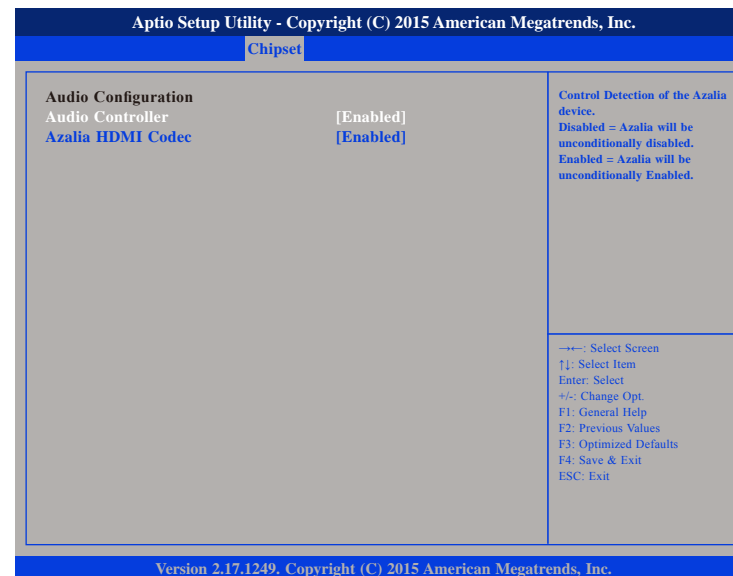 Aptio Setup Utility - Copyright (C) 2015 American Megatrends, Inc.
Chipset
Audio Configuration
Audio Controller [Enabled]
Azalia HDMI Codec [Enabled]
Control Detection of the Azalia
device.
Disabled = Azalia will be
unconditionally disabled.
Enabled = Azalia will be
unconditionally Enabled.
→←: Select Screen
↑↓: Select Item
Enter: Select
+/-: Change Opt.
F1: General Help
F2: Previous Values
F3: Optimized Defaults
F4: Save & Exit
ESC: Exit
Version 2.17.1249. Copyright (C) 2015 American Megatrends, Inc.